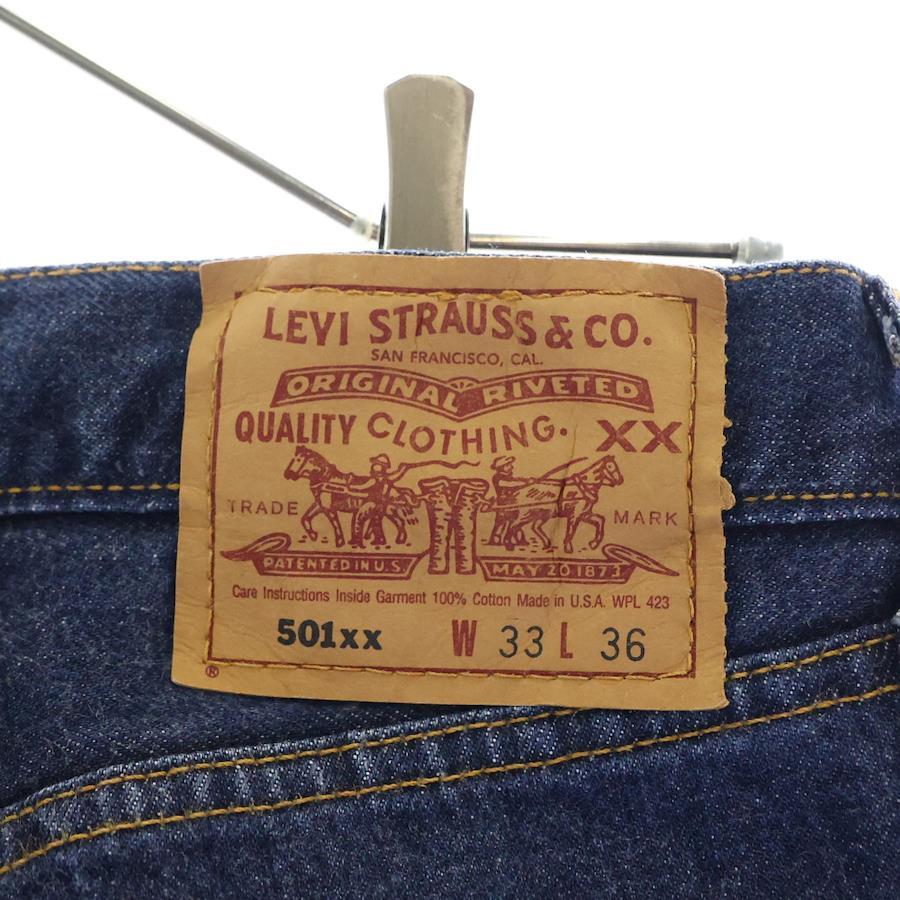 LEVI STRAUSS & CO.
SAN FRANCISCO, CAL.
ORIGINAL RIVETED
QUALITY CLOTHING. XX
TRADE MARK
PATENTED IN U.S. MAY 20 1873
Care Instructions Inside Garment 100% Cotton Made in U.S.A. WPL 423
501xx W 33 L 36
®